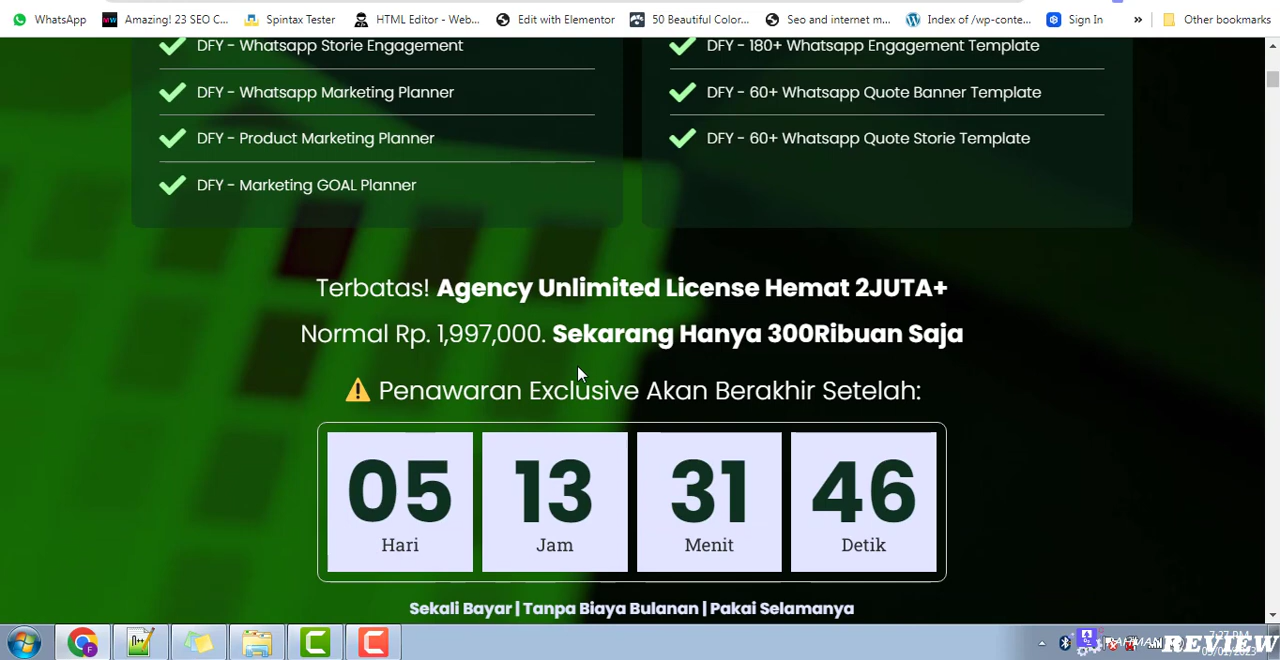 WhatsApp
Amazing! 23 SEO C...
Spintax Tester
HTML Editor - Web...
Edit with Elementor
50 Beautiful Color...
Seo and internet m...
Index of /wp-conte...
Sign In
»
Other bookmarks
DFY - Whatsapp Storie Engagement
DFY - Whatsapp Marketing Planner
DFY - Product Marketing Planner
DFY - Marketing GOAL Planner
DFY - 180+ Whatsapp Engagement Template
DFY - 60+ Whatsapp Quote Banner Template
DFY - 60+ Whatsapp Quote Storie Template
Terbatas! Agency Unlimited License Hemat 2JUTA+
Normal Rp. 1,997,000. Sekarang Hanya 300Ribuan Saja
Penawaran Exclusive Akan Berakhir Setelah:
05 13 31 46
Hari Jam Menit Detik
Sekali Bayar | Tanpa Biaya Bulanan | Pakai Selamanya
7:27 PM
REVIEW